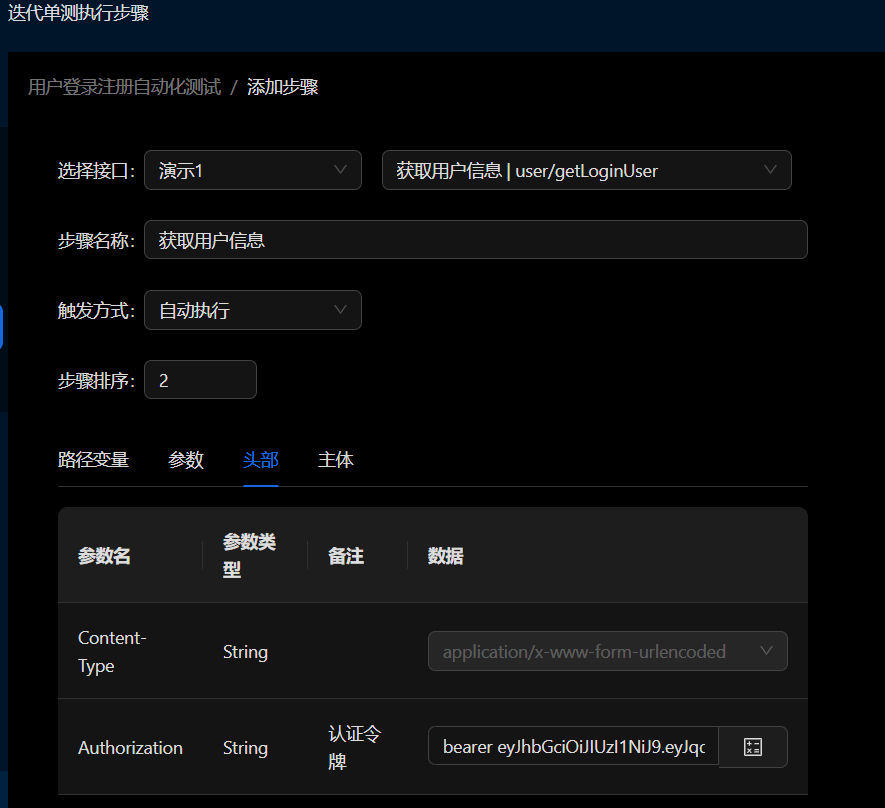 迭代单测执行步骤
用户登录注册自动化测试 / 添加步骤
选择接口: 演示1 获取用户信息 | user/getLoginUser
步骤名称: 获取用户信息
触发方式: 自动执行
步骤排序: 2
路径变量 参数 头部 主体
参数名 参数类型 备注 数据
Content-Type String application/x-www-form-urlencoded
Authorization String 认证令牌 bearer eyJhbGciOiJIUzI1NiJ9.eyJqc